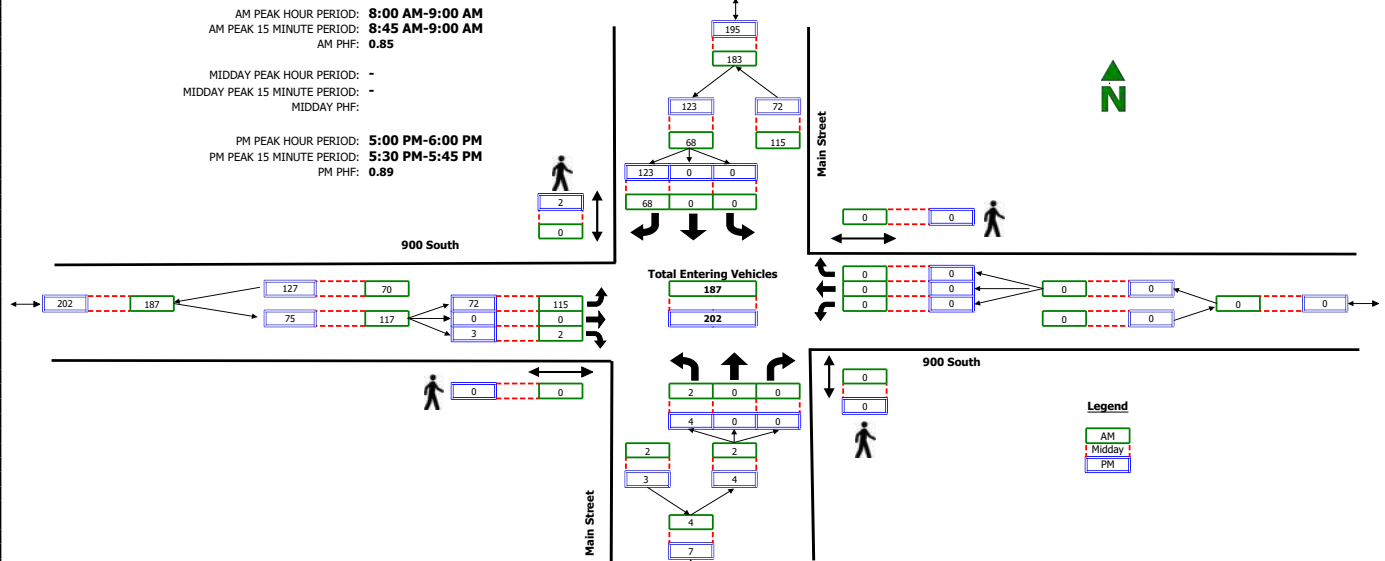 AM PEAK HOUR PERIOD: 8:00 AM-9:00 AM
AM PEAK 15 MINUTE PERIOD: 8:45 AM-9:00 AM
AM PHF: 0.85
MIDDAY PEAK HOUR PERIOD: -
MIDDAY PEAK 15 MINUTE PERIOD: -
MIDDAY PHF:
PM PEAK HOUR PERIOD: 5:00 PM-6:00 PM
PM PEAK 15 MINUTE PERIOD: 5:30 PM-5:45 PM
PM PHF: 0.89
195
183
123 72
68 115
123 0 0
68 0 0
Main Street
N
2
0
0 0
900 South
Total Entering Vehicles
187
202
202 187
127 70
75 117
72 115
0 0
3 2
0 0
0 0
0 0
0 0
0 0
0 0
900 South
0 0
0
0
2 0 0
4 0 0
2 2
3 4
4
7
Main Street
Legend
AM
Midday
PM